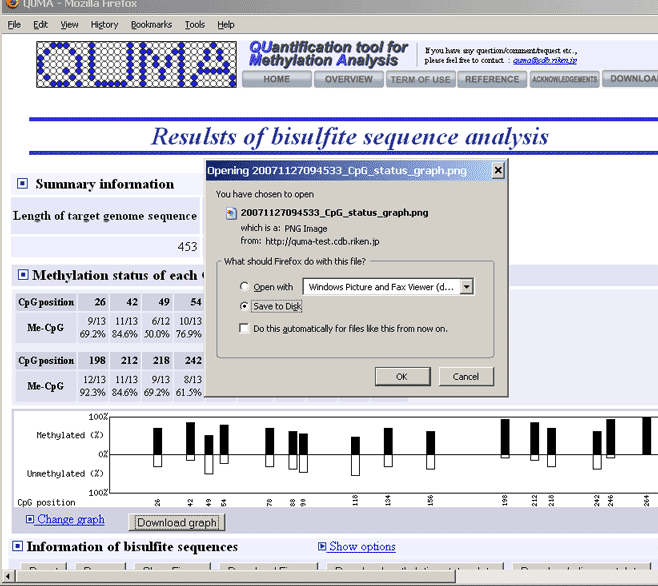 QUMA - Mozilla Firefox
File Edit View History Bookmarks Tools Help
QUMA
QUantification tool for
Methylation Analysis
If you have any question/comment/request etc.,
please feel free to contact : quma@cdb.riken.jp
HOME OVERVIEW TERM OF USE REFERENCE ACKNOWLEDGEMENTS DOWNLOA
Resulsts of bisulfite sequence analysis
Summary information
Length of target genome sequence
453
Methylation status of each C
CpG position 26 42 49 54
Me-CpG
9/13 11/13 6/12 10/13
69.2% 84.6% 50.0% 76.9%
CpG position 198 212 218 242
Me-CpG
12/13 11/13 9/13 8/13
92.3% 84.6% 69.2% 61.5%
Opening 20071127094533_CpG_status_graph.png
You have chosen to open
20071127094533_CpG_status_graph.png
which is a: PNG Image
from: http://quma-test.cdb.riken.jp
What should Firefox do with this file?
Open with Windows Picture and Fax Viewer (d...
Save to Disk
Do this automatically for files like this from now on.
OK Cancel
100%
Methylated (%)
0%
Unmethylated (%)
100%
CpG position 26 42 49 54 78 88 90 118 134 156 198 212 218 242 246 264
Change graph Download graph
Information of bisulfite sequences Show options